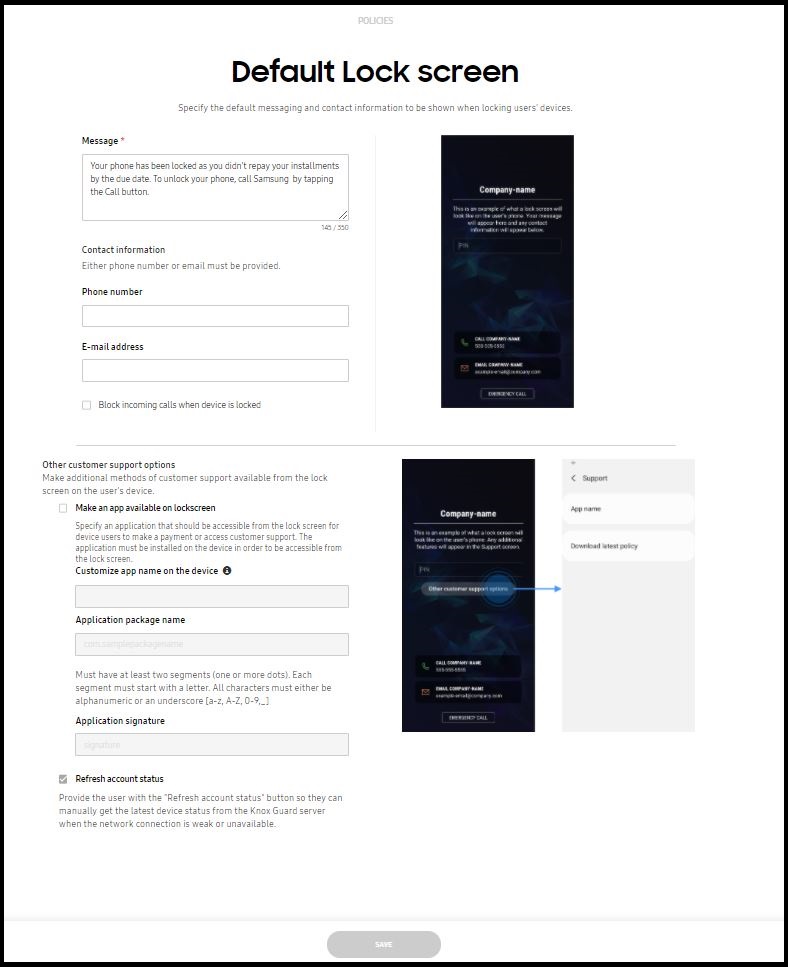 POLICIES
Default Lock screen
Specify the default messaging and contact information to be shown when locking users' devices.
Message *
Your phone has been locked as you didn't repay your installments
by the due date. To unlock your phone, call Samsung  by tapping
the Call button.
145 / 350
Contact information
Either phone number or email must be provided.
Phone number
E-mail address
Block incoming calls when device is locked
Company-name
This is an example of what a lock screen will
look like on the user's phone. Your message
will appear here and any contact
information will appear below.
PIN
CALL COMPANY-NAME
555-555-5555
EMAIL COMPANY-NAME
example-email@company.com
EMERGENCY CALL
Other customer support options
Make additional methods of customer support available from the lock
screen on the user's device.
Make an app available on lockscreen
Specify an application that should be accessible from the lock screen for
device users to make a payment or access customer support. The
application must be installed on the device in order to be accessible from
the lock screen.
Customize app name on the device
Application package name
com.samplepackagename
Must have at least two segments (one or more dots). Each
segment must start with a letter. All characters must either be
alphanumeric or an underscore [a-z, A-Z, 0-9,_]
Application signature
signature
Refresh account status
Provide the user with the "Refresh account status" button so they can
manually get the latest device status from the Knox Guard server
when the network connection is weak or unavailable.
Company-name
This is an example of what a lock screen will
look like on the user's phone. Any additional
features will appear in the Support screen.
PIN
Other customer support options
CALL COMPANY-NAME
555-555-5555
EMAIL COMPANY-NAME
example-email@company.com
EMERGENCY CALL
Support
App name
Download latest policy
SAVE